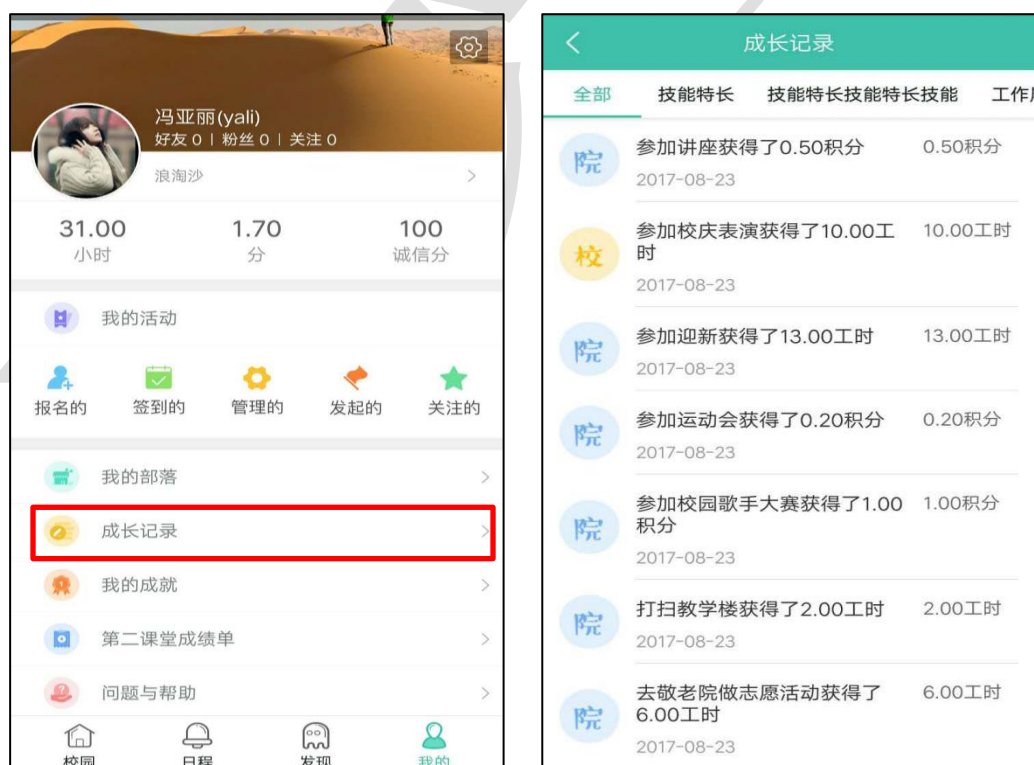 冯亚丽(yali)
好友 0 | 粉丝 0 | 关注 0
浪淘沙
31.00 1.70 100
小时 分 诚信分
我的活动
报名的 签到的 管理的 发起的 关注的
我的部落
成长记录
我的成就
第二课堂成绩单
问题与帮助
校园 日程 发现 我的
成长记录
全部 技能特长 技能特长技能特长技能 工作
院 参加讲座获得了0.50积分 0.50积分
2017-08-23
校 参加校庆表演获得了10.00工 10.00工时
时
2017-08-23
院 参加迎新获得了13.00工时 13.00工时
2017-08-23
院 参加运动会获得了0.20积分 0.20积分
2017-08-23
院 参加校园歌手大赛获得了1.00 1.00积分
积分
2017-08-23
院 打扫教学楼获得了2.00工时 2.00工时
2017-08-23
院 去敬老院做志愿活动获得了 6.00工时
6.00工时
2017-08-23